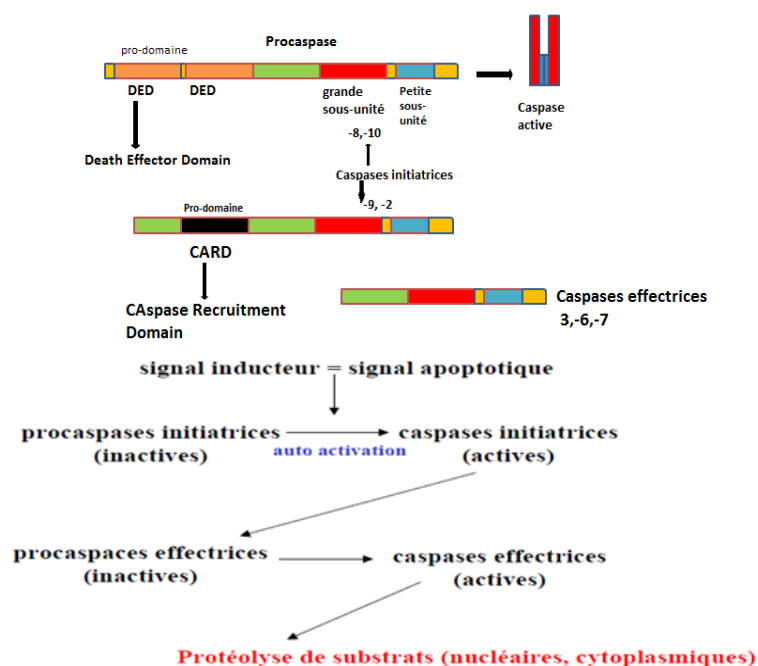 pro-domaine
Procaspase
DED
DED
grande
sous-unité
Petite
sous-
unité
Caspase
active
-8,-10
Death Effector Domain
Caspases initiatrices
-9, -2
Pro-domaine
CARD
CAspase Recruitment
Domain
Caspases effectrices
3,-6,-7
signal inducteur = signal apoptotique
procaspases initiatrices
(inactives)
auto activation
caspases initiatrices
(actives)
procaspaces effectrices
(inactives)
caspases effectrices
(actives)
Protéolyse de substrats (nucléaires, cytoplasmiques)